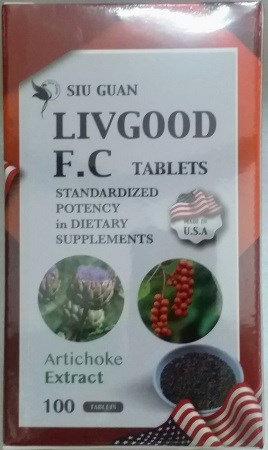 SIU GUAN
LIVGOOD
F.C TABLETS
STANDARDIZED
POTENCY
in DIETARY
SUPPLEMENTS
MADE IN
U.S.A
Artichoke
Extract
100 TABLETS